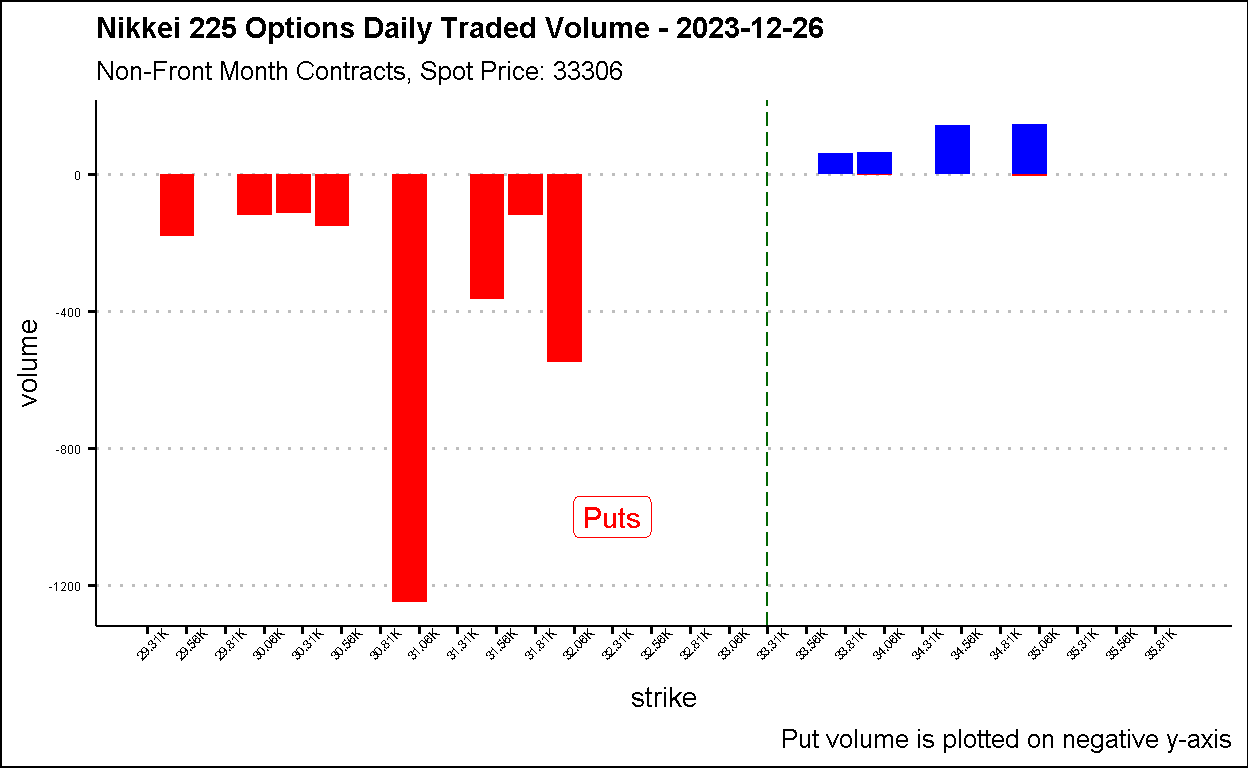 Nikkei 225 Options Daily Traded Volume - 2023-12-26
Non-Front Month Contracts, Spot Price: 33306
volume
0
-400
-800
-1200
Puts
29.31K 29.56K 29.81K 30.06K 30.31K 30.56K 30.81K 31.06K 31.31K 31.56K 31.81K 32.06K 32.31K 32.56K 32.81K 33.06K 33.31K 33.56K 33.81K 34.06K 34.31K 34.56K 34.81K 35.06K 35.31K 35.56K 35.81K
strike
Put volume is plotted on negative y-axis